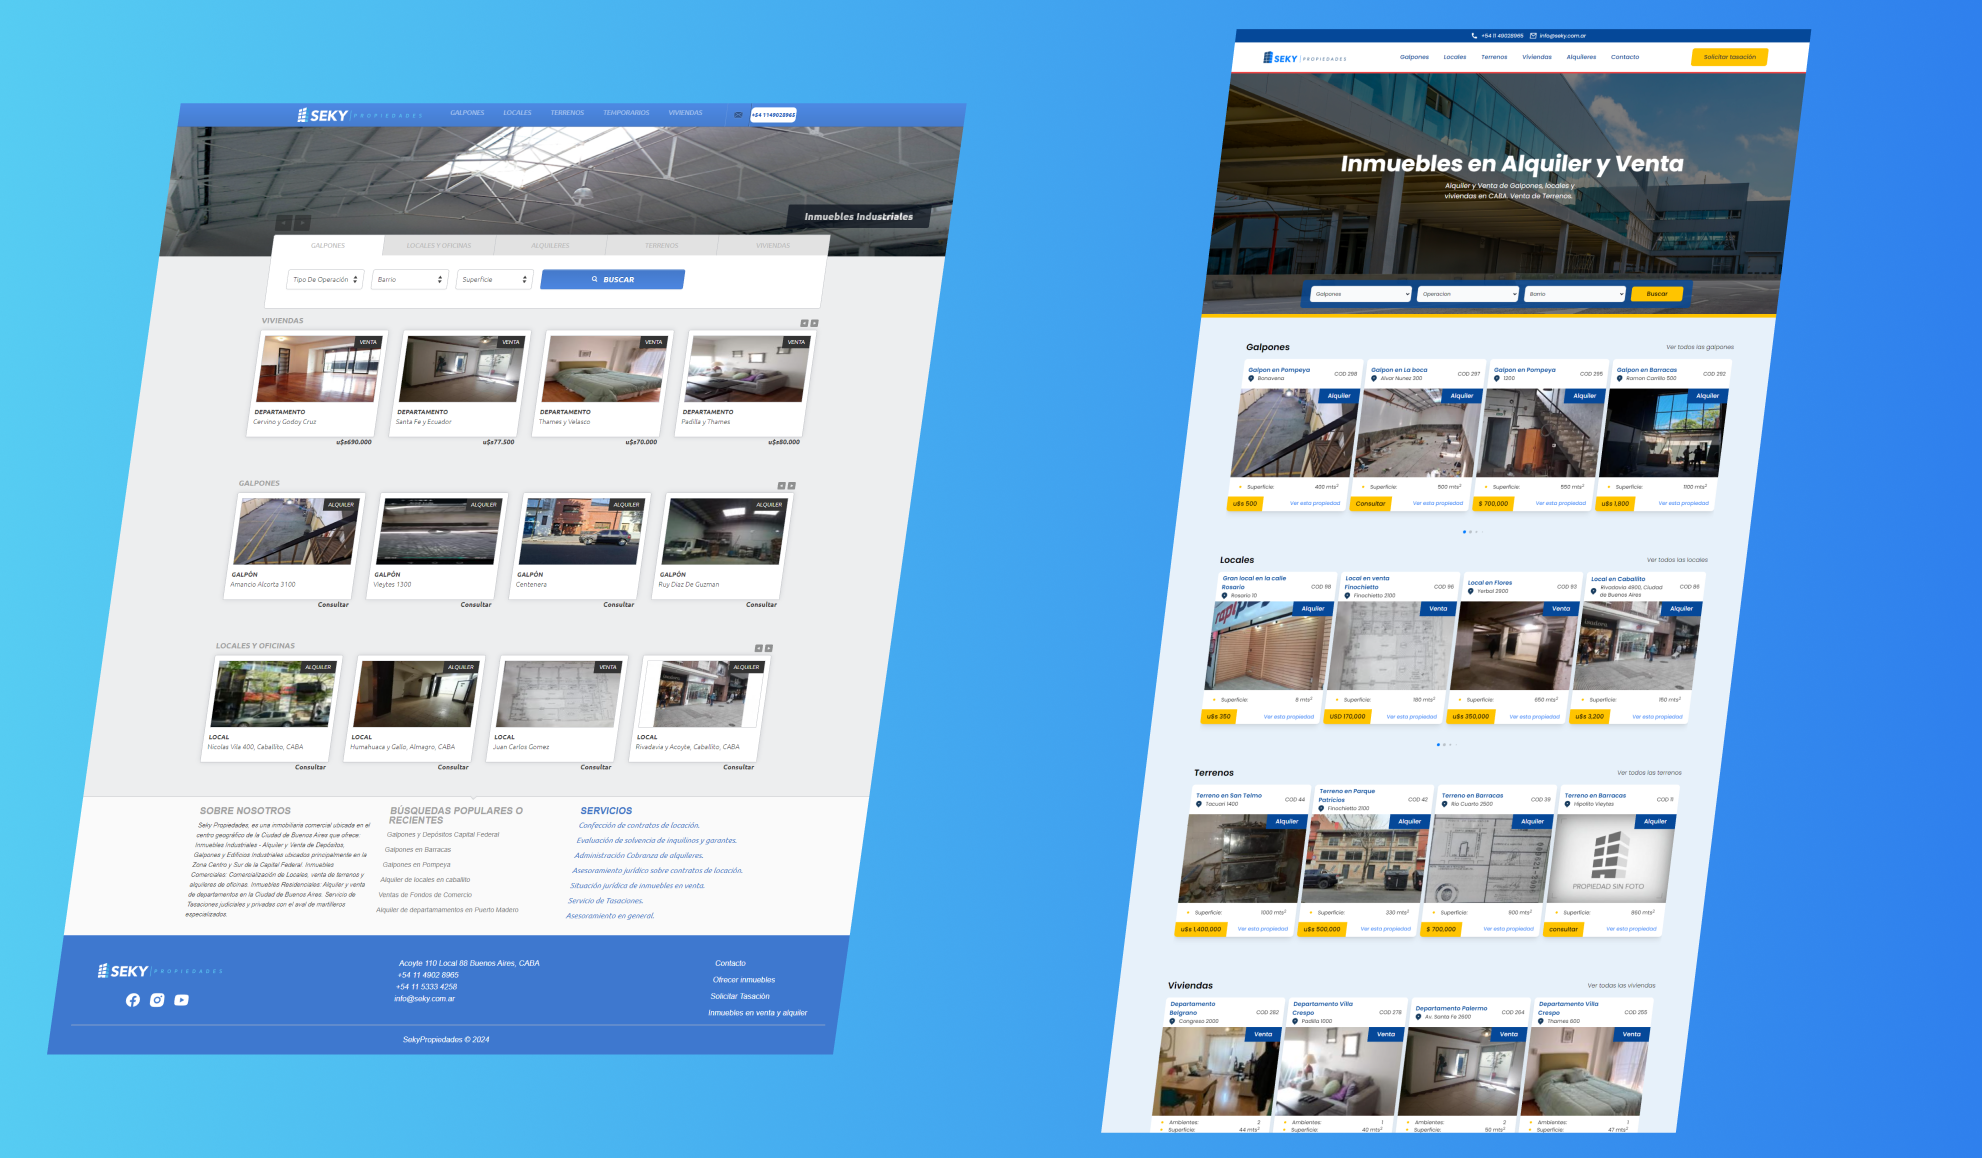 SEKY | PROPIEDADES
GALPONES LOCALES TERRENOS TEMPORARIOS VIVIENDAS
+54 1149028965
Inmuebles Industriales
GALPONES LOCALES Y OFICINAS ALQUILERES TERRENOS VIVIENDAS
Tipo De Operación Barrio Superficie BUSCAR
VIVIENDAS
VENTA VENTA VENTA VENTA
DEPARTAMENTO DEPARTAMENTO DEPARTAMENTO DEPARTAMENTO
Cervino y Godoy Cruz Santa Fe y Ecuador Thames y Velasco Padilla y Thames
u$s690.000 u$s77.500 u$s70.000 u$s80.000
GALPONES
ALQUILER ALQUILER ALQUILER ALQUILER
GALPÓN GALPÓN GALPÓN GALPÓN
Amancio Alcorta 3100 Vieytes 1300 Centenera Ruy Diaz De Guzman
Consultar Consultar Consultar Consultar
LOCALES Y OFICINAS
ALQUILER ALQUILER VENTA ALQUILER
LOCAL LOCAL LOCAL LOCAL
Nicolas Vila 400, Caballito, CABA Humahuaca y Gallo, Almagro, CABA Juan Carlos Gomez Rivadavia y Acoyte, Caballito, CABA
Consultar Consultar Consultar Consultar
SOBRE NOSOTROS
Seky Propiedades, es una inmobiliaria comercial ubicada en el
centro geográfico de la Ciudad de Buenos Aires que ofrece:
Inmuebles Industriales - Alquiler y Venta de Depósitos,
Galpones y Edificios Industriales ubicados principalmente en la
Zona Centro y Sur de la Capital Federal. Inmuebles
Comerciales: Comercialización de Locales, venta de terrenos y
alquileres de oficinas. Inmuebles Residenciales: Alquiler y venta
de departamentos en la Ciudad de Buenos Aires. Servicio de
Tasaciones judiciales y privadas con el aval de martilleros
especializados.
BÚSQUEDAS POPULARES O
RECIENTES
Galpones y Depósitos Capital Federal
Galpones en Barracas
Galpones en Pompeya
Alquiler de locales en caballito
Ventas de Fondos de Comercio
Alquiler de departamamentos en Puerto Madero
SERVICIOS
Confección de contratos de locación.
Evaluación de solvencia de inquilinos y garantes.
Administración Cobranza de alquileres.
Asesoramiento jurídico sobre contratos de locación.
Situación jurídica de inmuebles en venta.
Servicio de Tasaciones.
Asesoramiento en general.
SEKY | PROPIEDADES
Acoyte 110 Local 88 Buenos Aires, CABA
+54 11 4902 8965
+54 11 5333 4258
info@seky.com.ar
Contacto
Ofrecer inmuebles
Solicitar Tasación
Inmuebles en venta y alquiler
SekyPropiedades © 2024
+54 11 49028965 info@seky.com.ar
SEKY | PROPIEDADES
Galpones Locales Terrenos Viviendas Alquileres Contacto
Solicitar tasación
Inmuebles en Alquiler y Venta
Alquiler y Venta de Galpones, locales y
viviendas en CABA. Venta de Terrenos.
Galpones Operacion Barrio Buscar
Galpones Ver todos los galpones
Galpon en Pompeya COD 298 Galpon en La boca COD 297 Galpon en Pompeya COD 295 Galpon en Barracas COD 292
Bonavena Alvar Nunez 300 1200 Ramon Carrillo 500
Alquiler Alquiler Alquiler Alquiler
Superficie: 400 mts² Superficie: 500 mts² Superficie: 550 mts² Superficie: 1100 mts²
u$s 500 Ver esta propiedad Consultar Ver esta propiedad $ 700,000 Ver esta propiedad u$s 1,800 Ver esta propiedad
Locales Ver todos los locales
Gran local en la calle Rosario COD 98 Local en venta Finochietto COD 96 Local en Flores COD 93 Local en Caballito COD 86
Rosario 10 Finochietto 2100 Yerbal 2900 Rivadavia 4900, Ciudad de Buenos Aires
Alquiler Venta Venta Alquiler
Superficie: 8 mts² Superficie: 180 mts² Superficie: 650 mts² Superficie: 150 mts²
u$s 350 Ver esta propiedad USD 170,000 Ver esta propiedad u$s 350,000 Ver esta propiedad u$s 3,200 Ver esta propiedad
Terrenos Ver todos los terrenos
Terreno en San Telmo COD 44 Terreno en Parque Patricios COD 42 Terreno en Barracas COD 39 Terreno en Barracas COD 11
Tacuari 1400 Finochietto 2100 Rio Cuarto 2500 Hipolito Vieytes
Alquiler Alquiler Alquiler Alquiler
PROPIEDAD SIN FOTO
Superficie: 1000 mts² Superficie: 330 mts² Superficie: 900 mts² Superficie: 860 mts²
u$s 1,400,000 Ver esta propiedad u$s 500,000 Ver esta propiedad $ 700,000 Ver esta propiedad consultar Ver esta propiedad
Viviendas Ver todos las viviendas
Departamento Belgrano COD 282 Departamento Villa Crespo COD 278 Departamento Palermo COD 264 Departamento Villa Crespo COD 255
Congreso 2000 Padilla 1000 Av. Santa Fe 2600 Thames 600
Venta Venta Venta Venta
Ambientes: 2 Ambientes: 1 Ambientes: 2 Ambientes: 1
Superficie: 44 mts² Superficie: 40 mts² Superficie: 50 mts² Superficie: 47 mts²